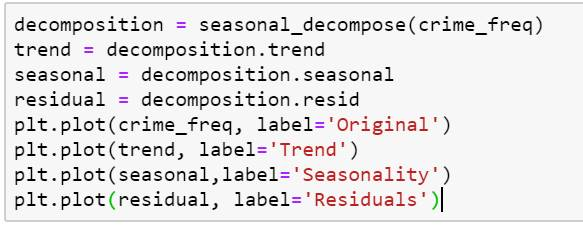 decomposition = seasonal_decompose(crime_freq)
trend = decomposition.trend
seasonal = decomposition.seasonal
residual = decomposition.resid
plt.plot(crime_freq, label='Original')
plt.plot(trend, label='Trend')
plt.plot(seasonal,label='Seasonality')
plt.plot(residual, label='Residuals')